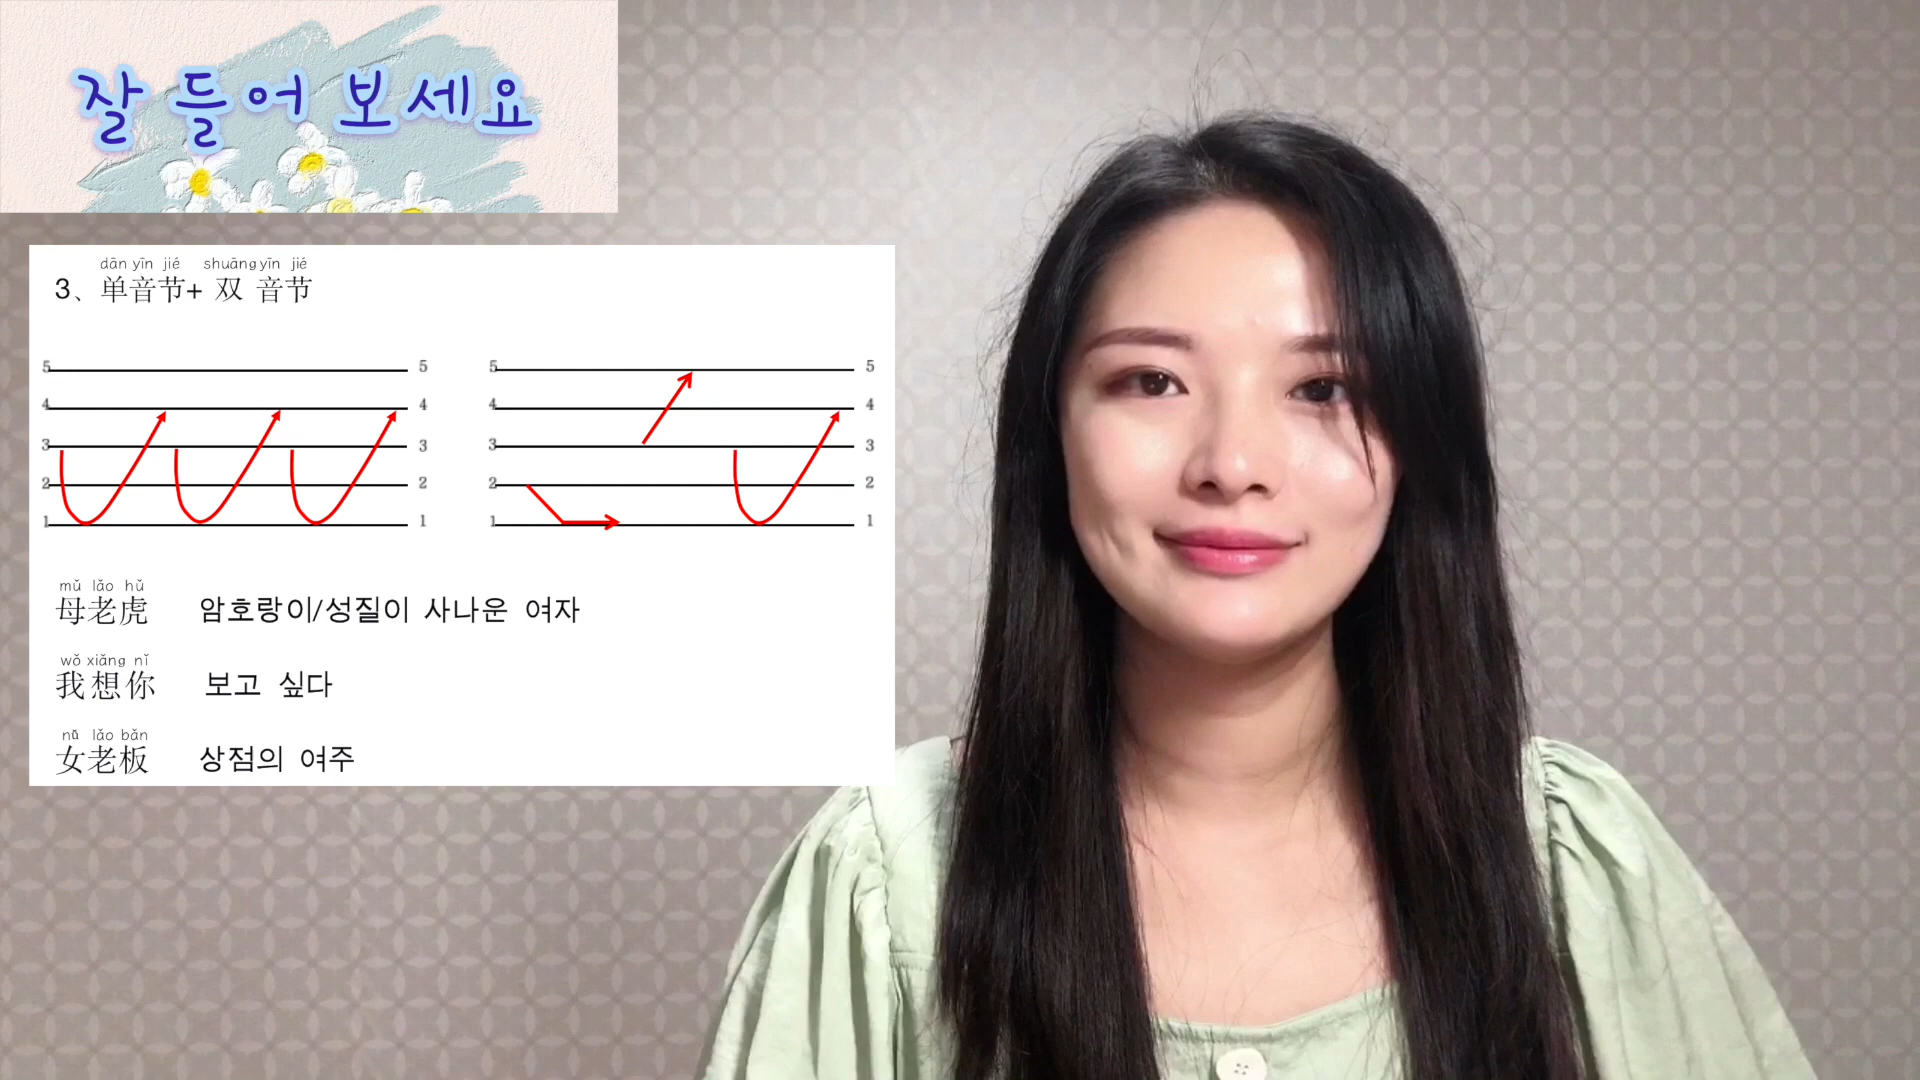 잘 들어 보세요
dān yīn jié shuāng yīn jié
3、单音节+ 双 音节
5 5 5 5
4 4 4 4
3 3 3 3
2 2 2 2
1 1 1 1
mǔ lǎo hǔ
母老虎 암호랑이/성질이 사나운 여자
wǒ xiǎng nǐ
我想你 보고 싶다
nǚ lǎo bǎn
女老板 상점의 여주